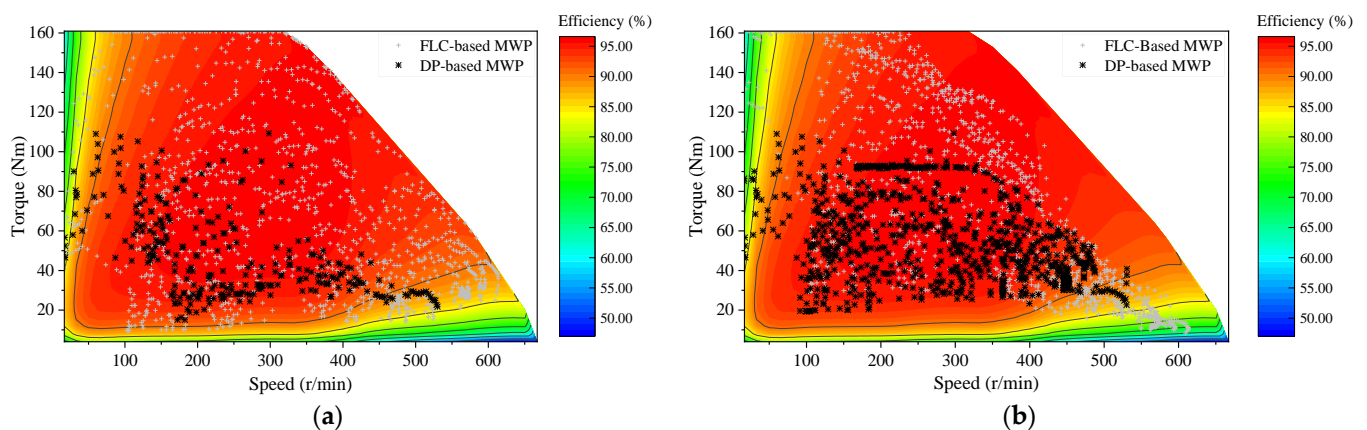 Efficiency (%)
160
140
120
100
80
60
40
20
Torque (Nm)
FLC-based MWP
DP-based MWP
95.00
90.00
85.00
80.00
75.00
70.00
65.00
60.00
55.00
50.00
100 200 300 400 500 600
Speed (r/min)
(a)
Efficiency (%)
160
140
120
100
80
60
40
20
Torque (Nm)
FLC-Based MWP
DP-based MWP
95.00
90.00
85.00
80.00
75.00
70.00
65.00
60.00
55.00
50.00
100 200 300 400 500 600
Speed (r/min)
(b)